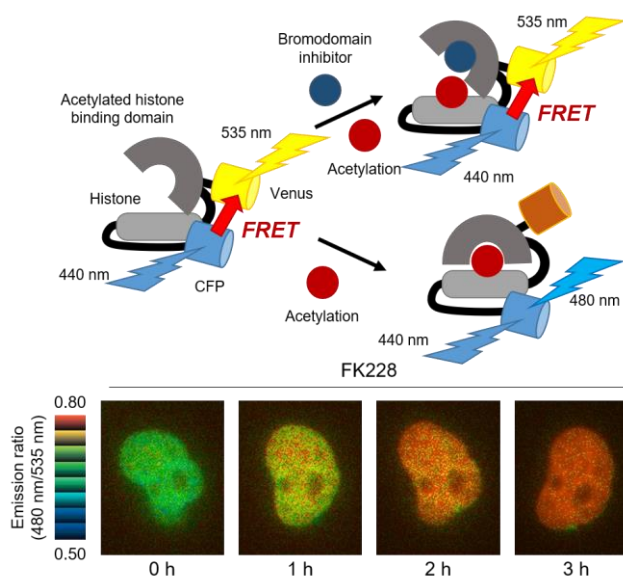 535 nm
Bromodomain
inhibitor
Acetylated histone
binding domain
535 nm
FRET
Acetylation
440 nm
Histone
Venus
FRET
440 nm
CFP
Acetylation
480 nm
440 nm
FK228
Emission ratio
(480 nm/535 nm)
0.80
0.50
0 h
1 h
2 h
3 h